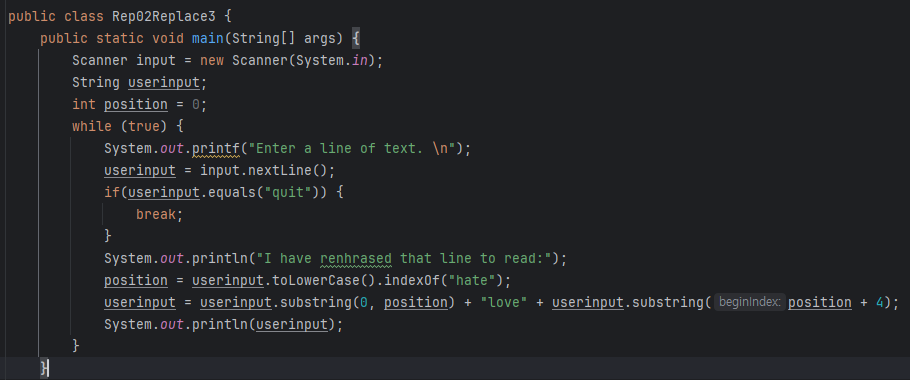 public class Rep02Replace3 {
    public static void main(String[] args) {
        Scanner input = new Scanner(System.in);
        String userinput;
        int position = 0;
        while (true) {
            System.out.printf("Enter a line of text. \n");
            userinput = input.nextLine();
            if(userinput.equals("quit")) {
                break;
            }
            System.out.println("I have renhrased that line to read:");
            position = userinput.toLowerCase().indexOf("hate");
            userinput = userinput.substring(0, position) + "love" + userinput.substring( beginIndex: position + 4);
            System.out.println(userinput);
        }
    }